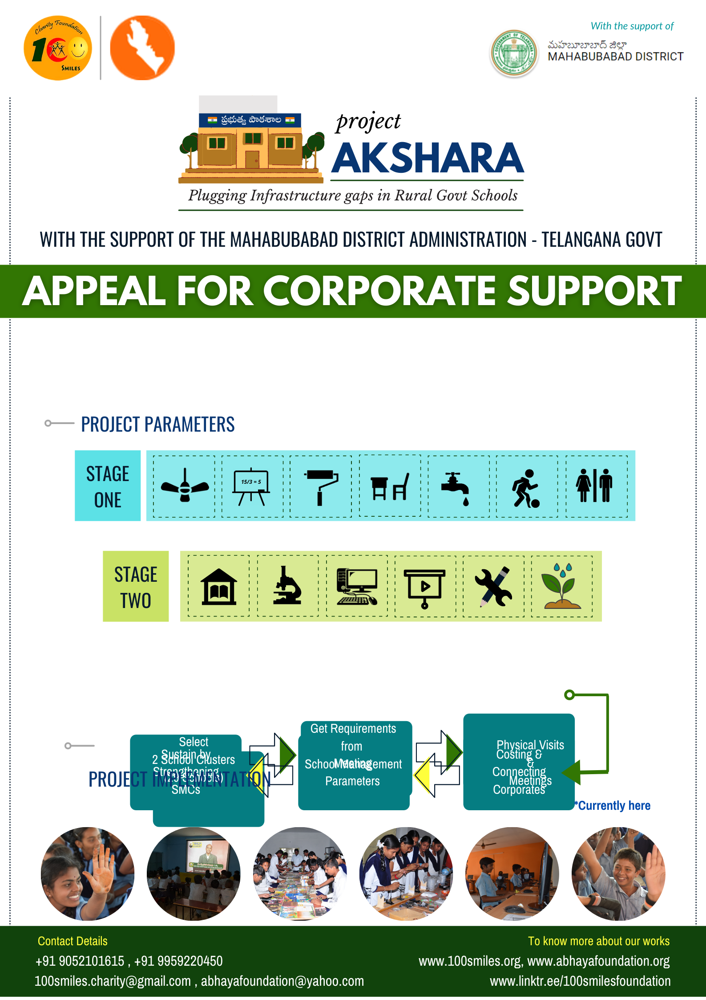 Charity Foundation
100
SMILES
With the support of
GOVERNMENT OF TELANGANA
మహబూబాబాద్ జిల్లా
MAHABUBABAD DISTRICT
ప్రభుత్వ పాఠశాల
project
AKSHARA
Plugging Infrastructure gaps in Rural Govt Schools
WITH THE SUPPORT OF THE MAHABUBABAD DISTRICT ADMINISTRATION - TELANGANA GOVT
APPEAL FOR CORPORATE SUPPORT
PROJECT PARAMETERS
STAGE
ONE
15/3 = 5
STAGE
TWO
PROJECT IMPLEMENTATION
Select
2 School Clusters
Sustain by
Strengthening
SMCs
Get Requirements
from
School Management
Meeting
Parameters
Physical Visits
&
Meetings
Costing &
Connecting
Corporates
*Currently here
Contact Details
+91 9052101615 , +91 9959220450
100smiles.charity@gmail.com , abhayafoundation@yahoo.com
To know more about our works
www.100smiles.org, www.abhayafoundation.org
www.linktr.ee/100smilesfoundation